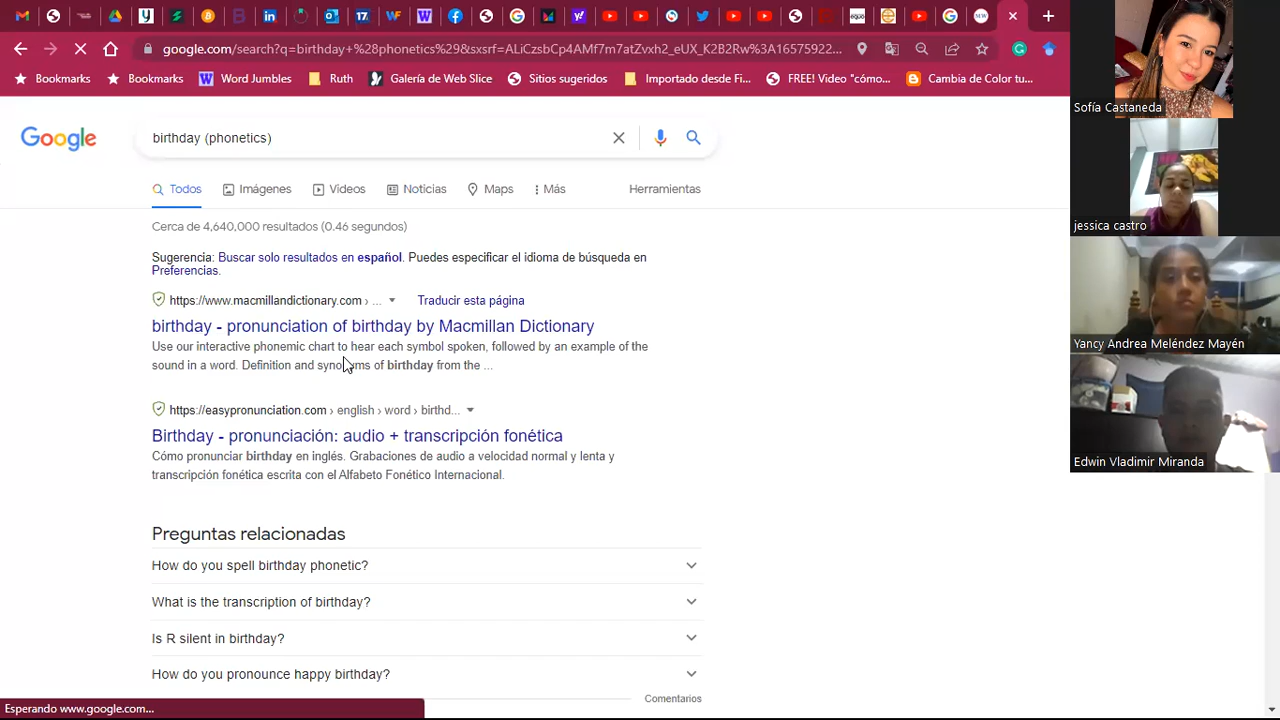 google.com/search?q=birthday+%28phonetics%29&sxsrf=ALiCzsbCp4AMf7m7atZvxh2_eUX_K2B2Rw%3A16575922...
Bookmarks
Bookmarks
Word Jumbles
Ruth
Galería de Web Slice
Sitios sugeridos
Importado desde Fi...
FREE! Video "cómo...
Cambia de Color tu...
Google
birthday (phonetics)
Todos
Imágenes
Videos
Noticias
Maps
Más
Herramientas
Cerca de 4,640,000 resultados (0.46 segundos)
Sugerencia: Buscar solo resultados en español. Puedes especificar el idioma de búsqueda en
Preferencias.
https://www.macmillandictionary.com › ...
Traducir esta página
birthday - pronunciation of birthday by Macmillan Dictionary
Use our interactive phonemic chart to hear each symbol spoken, followed by an example of the
sound in a word. Definition and synonyms of birthday from the ...
https://easypronunciation.com › english › word › birthd...
Birthday - pronunciación: audio + transcripción fonética
Cómo pronunciar birthday en inglés. Grabaciones de audio a velocidad normal y lenta y
transcripción fonética escrita con el Alfabeto Fonético Internacional.
Preguntas relacionadas
How do you spell birthday phonetic?
What is the transcription of birthday?
Is R silent in birthday?
How do you pronounce happy birthday?
Comentarios
Esperando www.google.com...
Sofía Castaneda
jessica castro
Yancy Andrea Meléndez Mayén
Edwin Vladimir Miranda